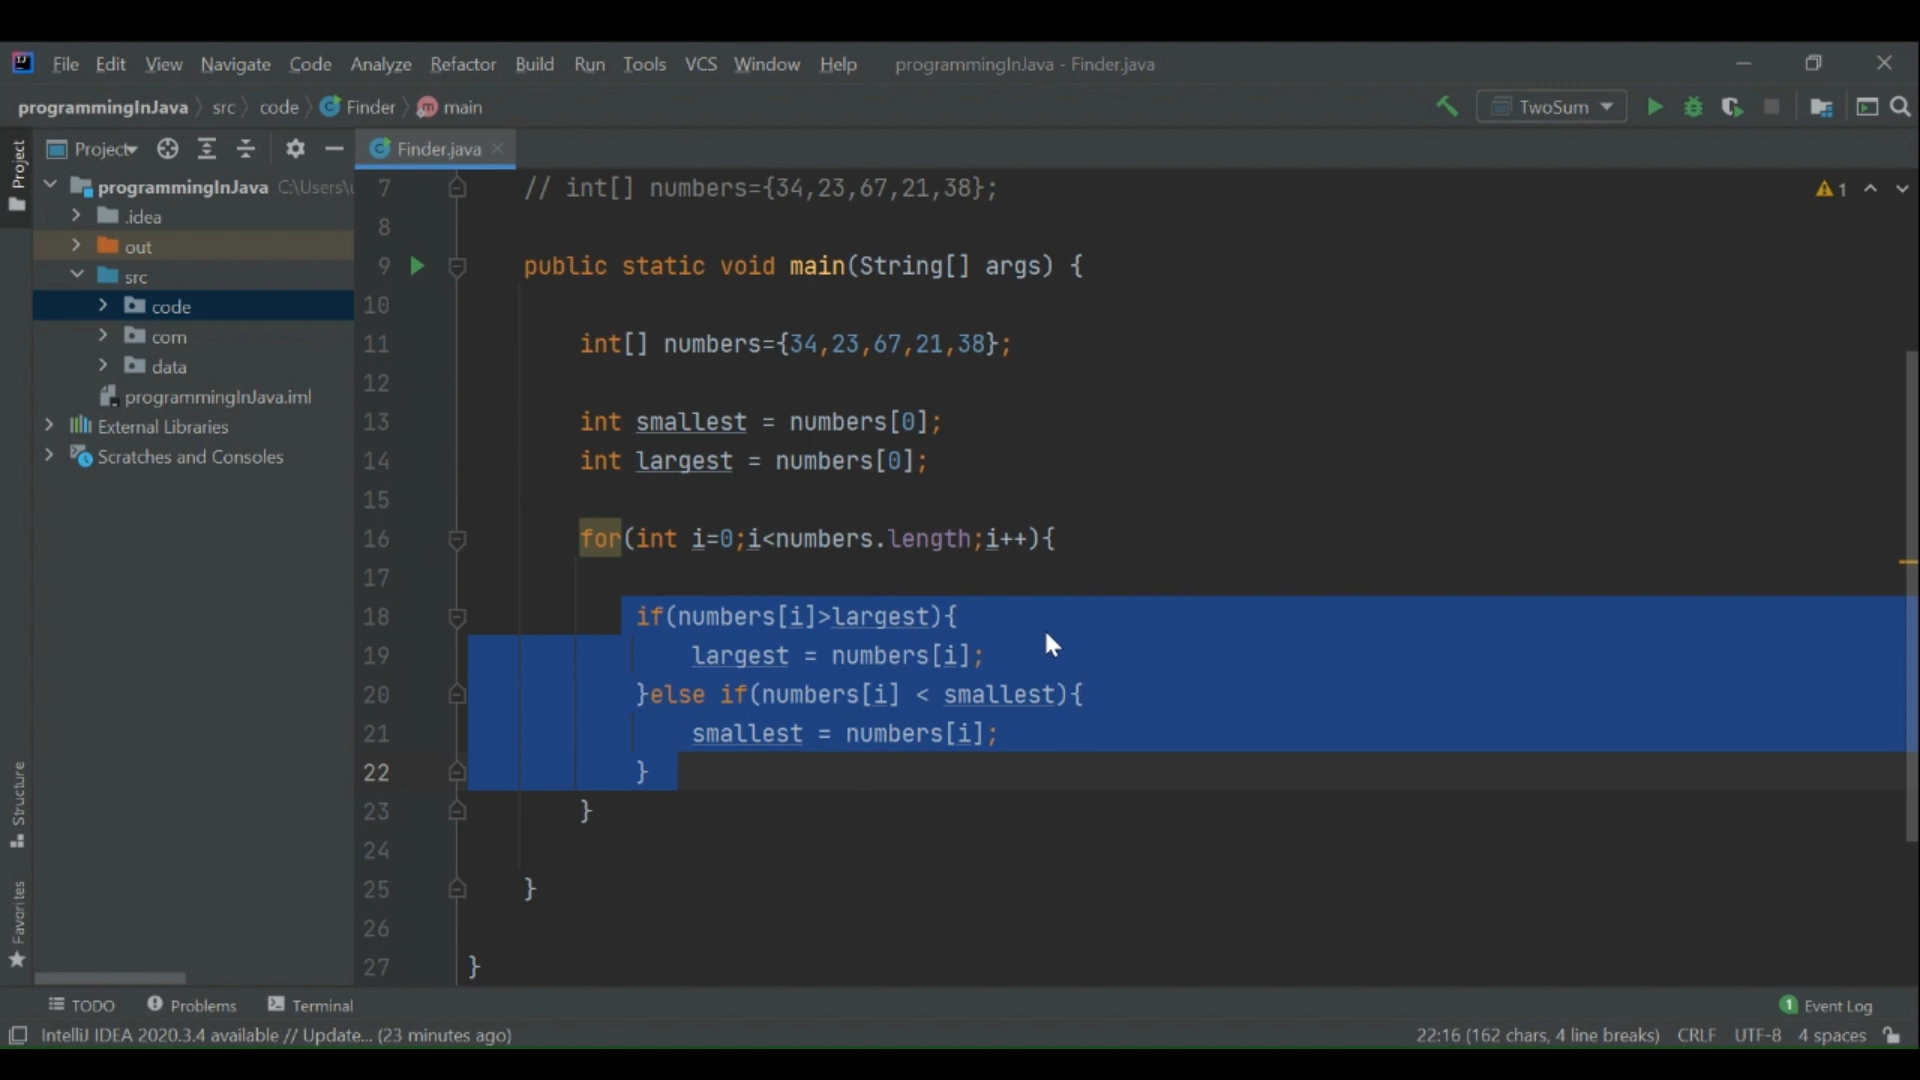 File Edit View Navigate Code Analyze Refactor Build Run Tools VCS Window Help programmingInJava - Finder.java
programmingInJava src code Finder m main TwoSum
Project Finder.java
Project
programmingInJava C:\Users\
.idea
out
src
code
com
data
programmingInJava.iml
External Libraries
Scratches and Consoles
7 // int[] numbers={34,23,67,21,38}; 1
8
9 public static void main(String[] args) {
10
11 int[] numbers={34,23,67,21,38};
12
13 int smallest = numbers[0];
14 int largest = numbers[0];
15
16 for(int i=0;i<numbers.length;i++){
17
18 if(numbers[i]>largest){
19 largest = numbers[i];
20 }else if(numbers[i] < smallest){
21 smallest = numbers[i];
22 }
23 }
24
25 }
26
27 }
Structure
Favorites
TODO Problems Terminal 1 Event Log
IntelliJ IDEA 2020.3.4 available // Update... (23 minutes ago) 22:16 (162 chars, 4 line breaks) CRLF UTF-8 4 spaces